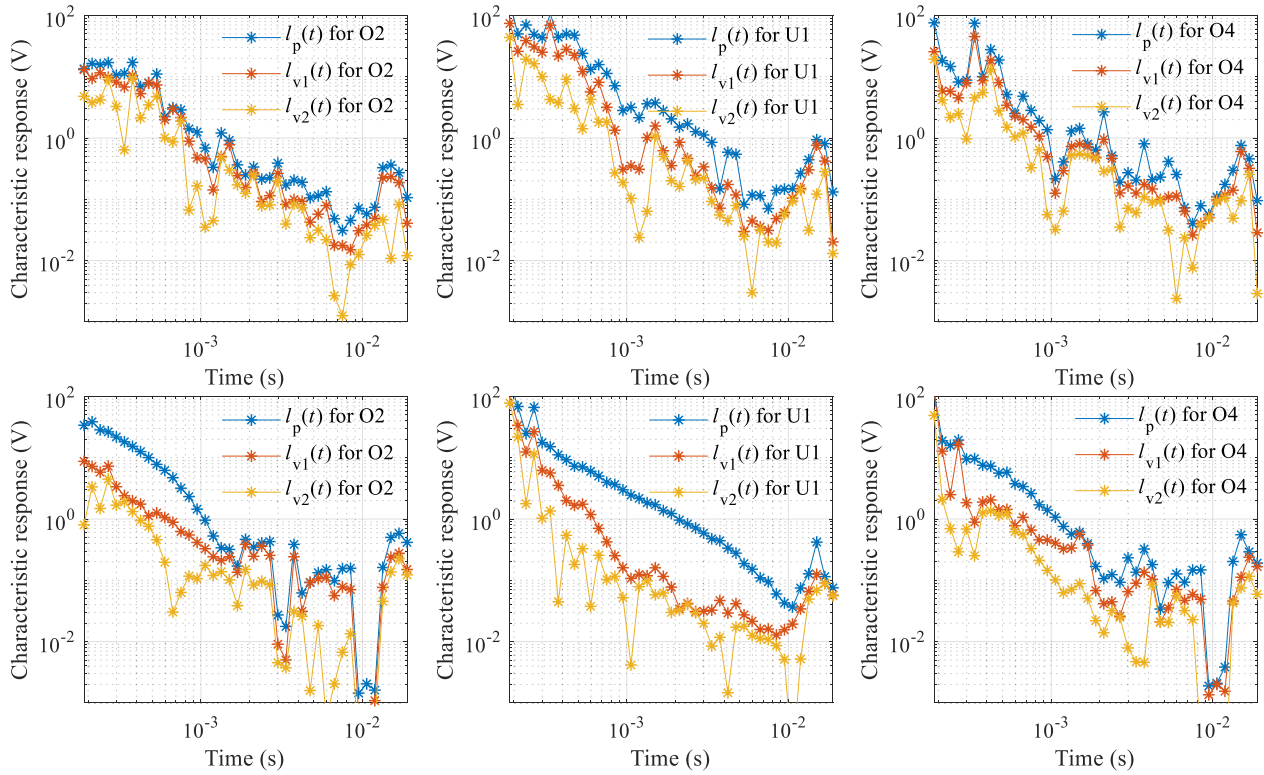 10^2
10^0
10^-2
Characteristic response (V)
l_p(t) for O2
l_v1(t) for O2
l_v2(t) for O2
10^-3
10^-2
Time (s)
10^2
10^0
10^-2
Characteristic response (V)
l_p(t) for U1
l_v1(t) for U1
l_v2(t) for U1
10^-3
10^-2
Time (s)
10^2
10^0
10^-2
Characteristic response (V)
l_p(t) for O4
l_v1(t) for O4
l_v2(t) for O4
10^-3
10^-2
Time (s)
10^2
10^0
10^-2
Characteristic response (V)
l_p(t) for O2
l_v1(t) for O2
l_v2(t) for O2
10^-3
10^-2
Time (s)
10^2
10^0
10^-2
Characteristic response (V)
l_p(t) for U1
l_v1(t) for U1
l_v2(t) for U1
10^-3
10^-2
Time (s)
10^2
10^0
10^-2
Characteristic response (V)
l_p(t) for O4
l_v1(t) for O4
l_v2(t) for O4
10^-3
10^-2
Time (s)